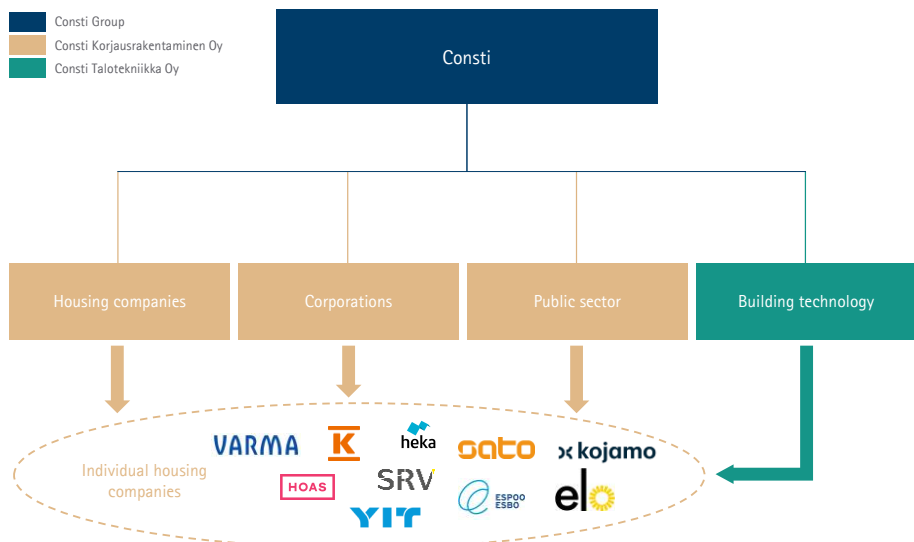 Consti Group
Consti Korjausrakentaminen Oy
Consti Talotekniikka Oy
Consti
Housing companies
Corporations
Public sector
Building technology
Individual housing
companies
VARMA
K
heka
sato
kojamo
HOAS
SRV
ESPOO
ESBO
elo
YIT